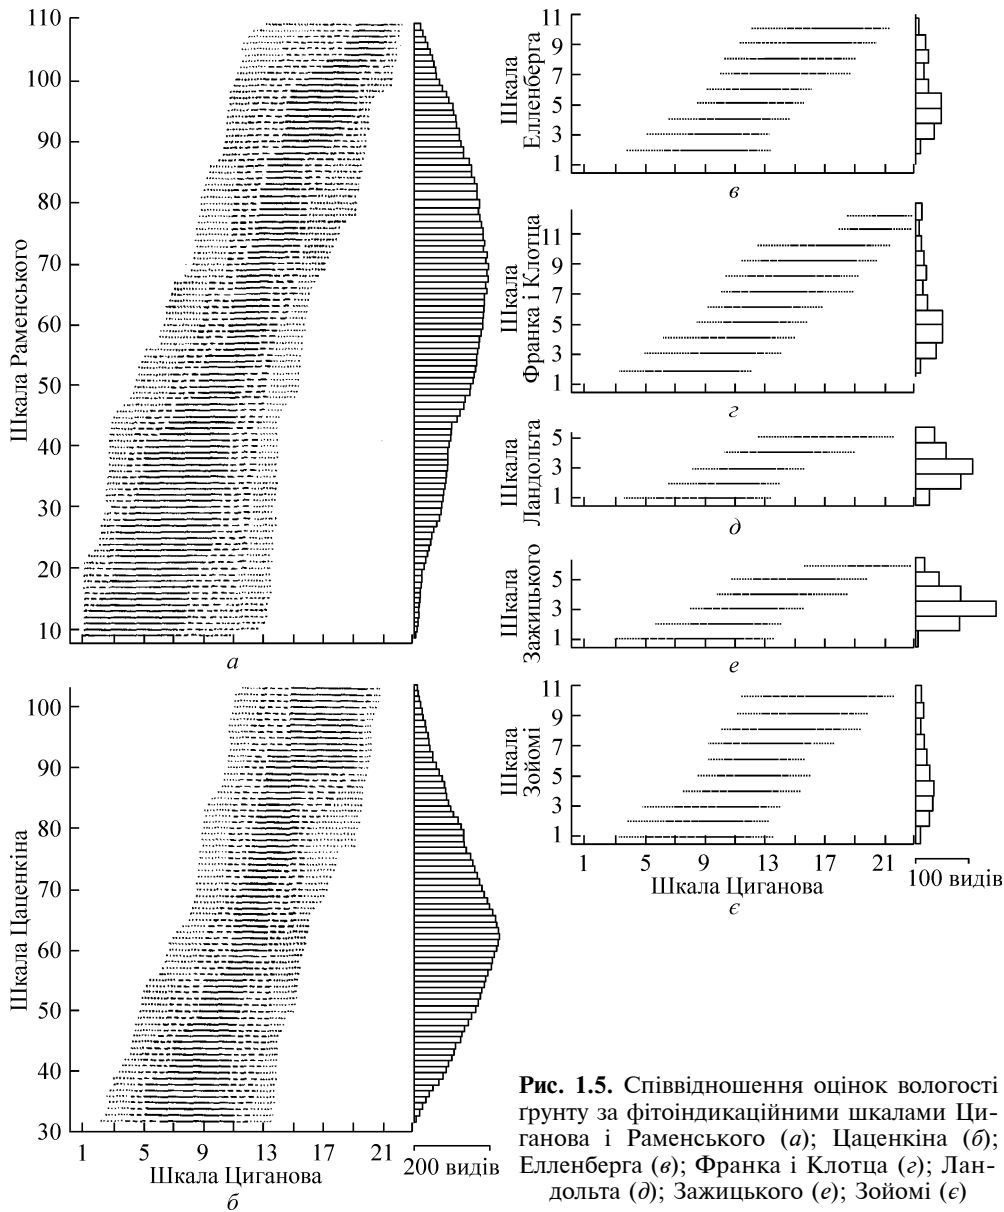 110
100
90
80
70
60
50
40
30
20
10
Шкала Раменського
а
100
90
80
70
60
50
40
30
Шкала Цаценкіна
1 5 9 13 17 21
Шкала Циганова
200 видів
б
11
9
7
5
3
1
Шкала
Елленберга
в
11
9
7
5
3
1
Шкала
Франка і Клотца
г
5
3
1
Шкала
Ландольта
д
5
3
1
Шкала
Зажицького
е
11
9
7
5
3
1
Шкала
Зойомі
1 5 9 13 17 21
Шкала Циганова
100 видів
є
Рис. 1.5. Співвідношення оцінок вологості
ґрунту за фітоіндикаційними шкалами Ци-
ганова і Раменського (а); Цаценкіна (б);
Елленберга (в); Франка і Клотца (г); Лан-
дольта (д); Зажицького (е); Зойомі (є)